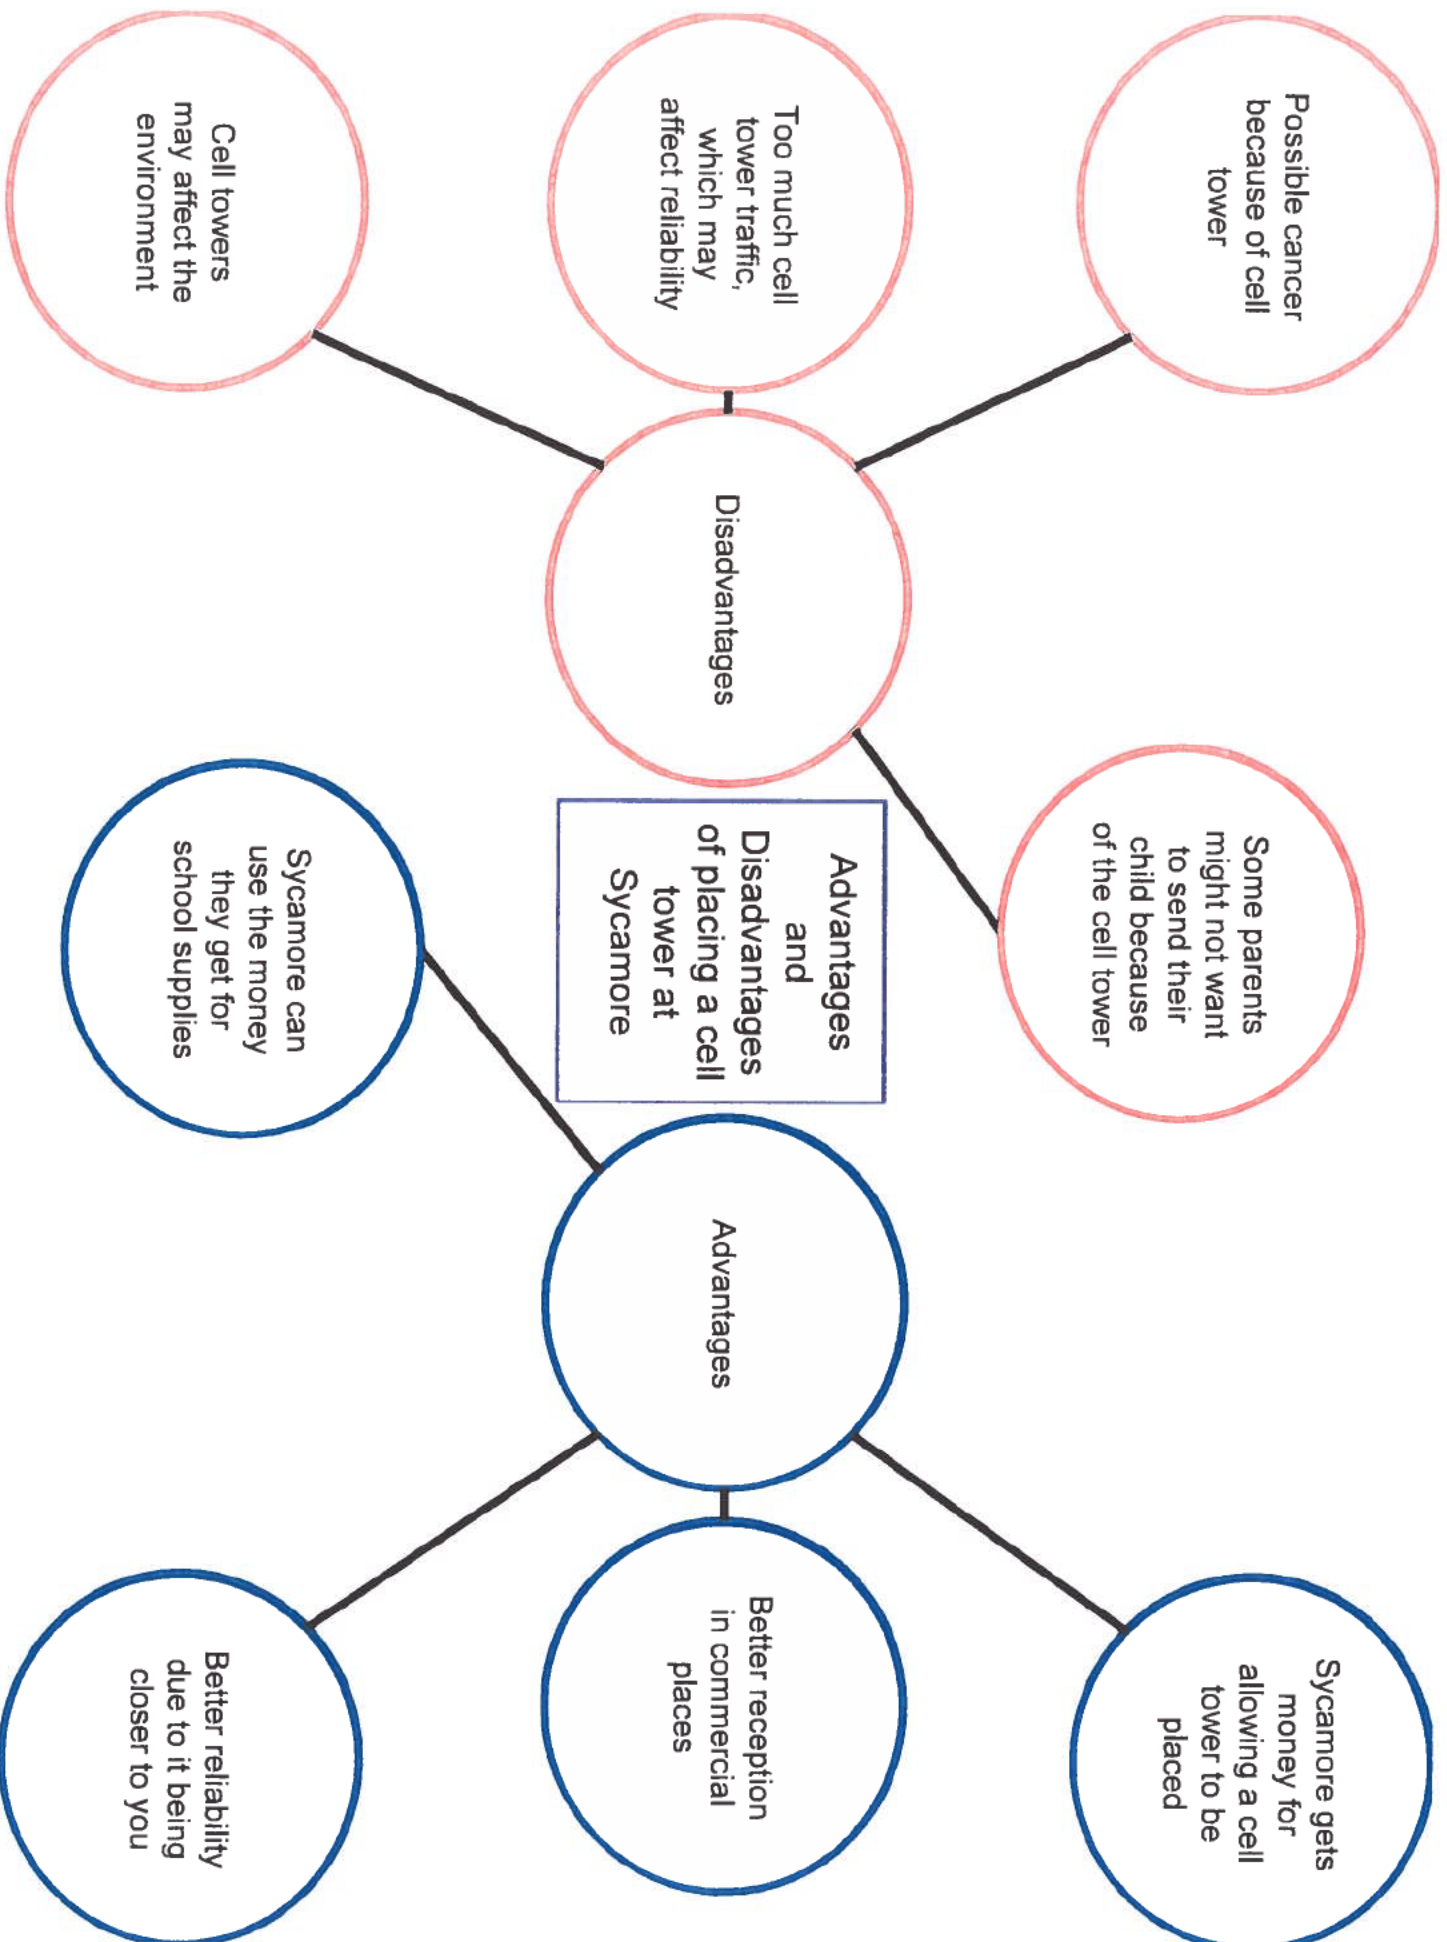 Possible cancer
because of cell
tower
Some parents
might not want
to send their
child because
of the cell tower
Sycamore gets
money for
allowing a cell
tower to be
placed
Too much cell
tower traffic,
which may
affect reliability
Disadvantages
Advantages
and
Disadvantages
of placing a cell
tower at
Sycamore
Advantages
Better reception
in commercial
places
Cell towers
may affect the
environment
Sycamore can
use the money
they get for
school supplies
Better reliability
due to it being
closer to you